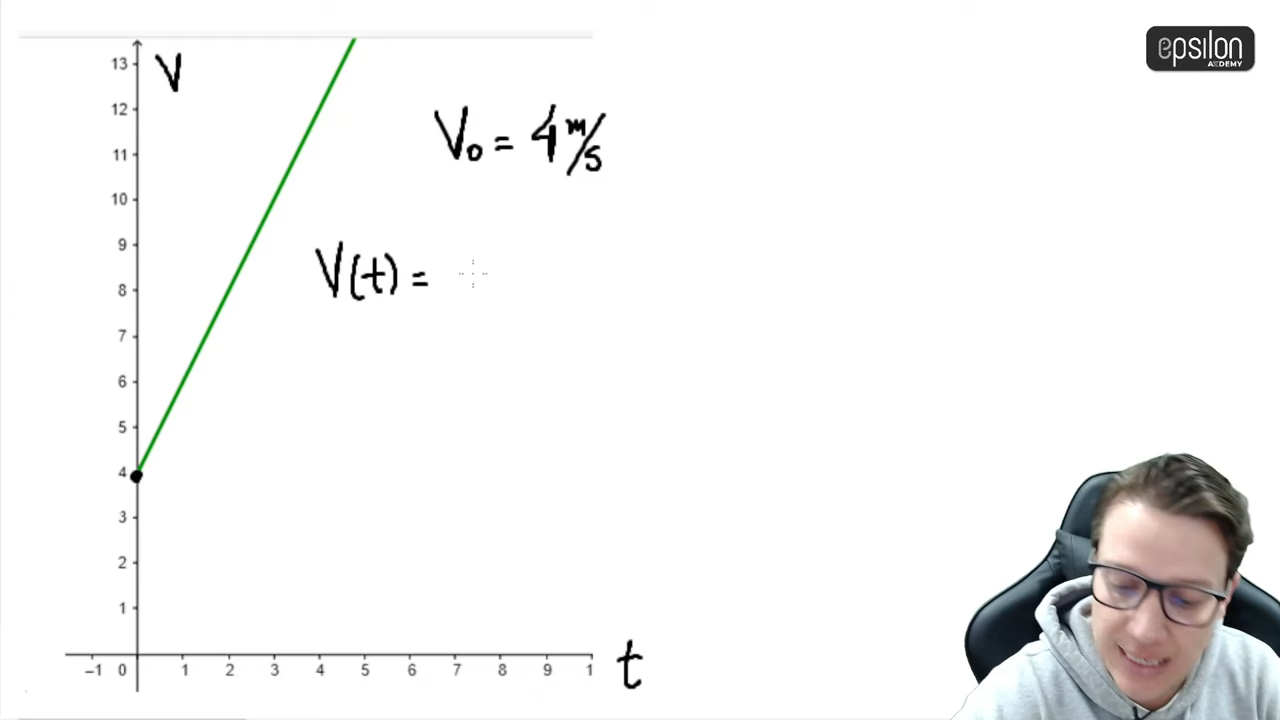 epsilon
AXDEMY
13
V
12
11
10
9
8
7
6
5
4
3
2
1
V₀ = 4 m/s
V(t) =
-1 0 1 2 3 4 5 6 7 8 9 1
t